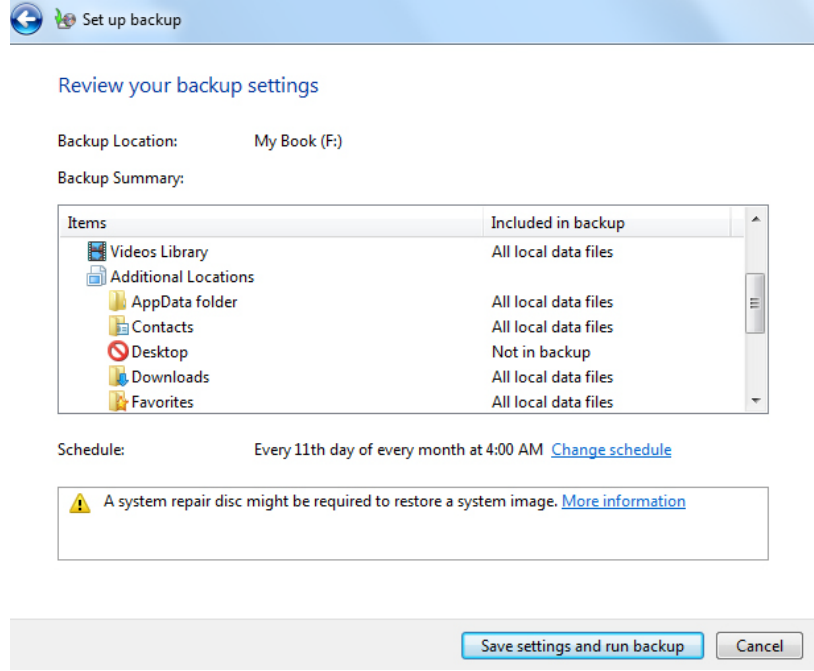 Set up backup
Review your backup settings
Backup Location: My Book (F:)
Backup Summary:
Items Included in backup
Videos Library All local data files
Additional Locations
AppData folder All local data files
Contacts All local data files
Desktop Not in backup
Downloads All local data files
Favorites All local data files
Schedule: Every 11th day of every month at 4:00 AM Change schedule
A system repair disc might be required to restore a system image. More information
Save settings and run backup Cancel